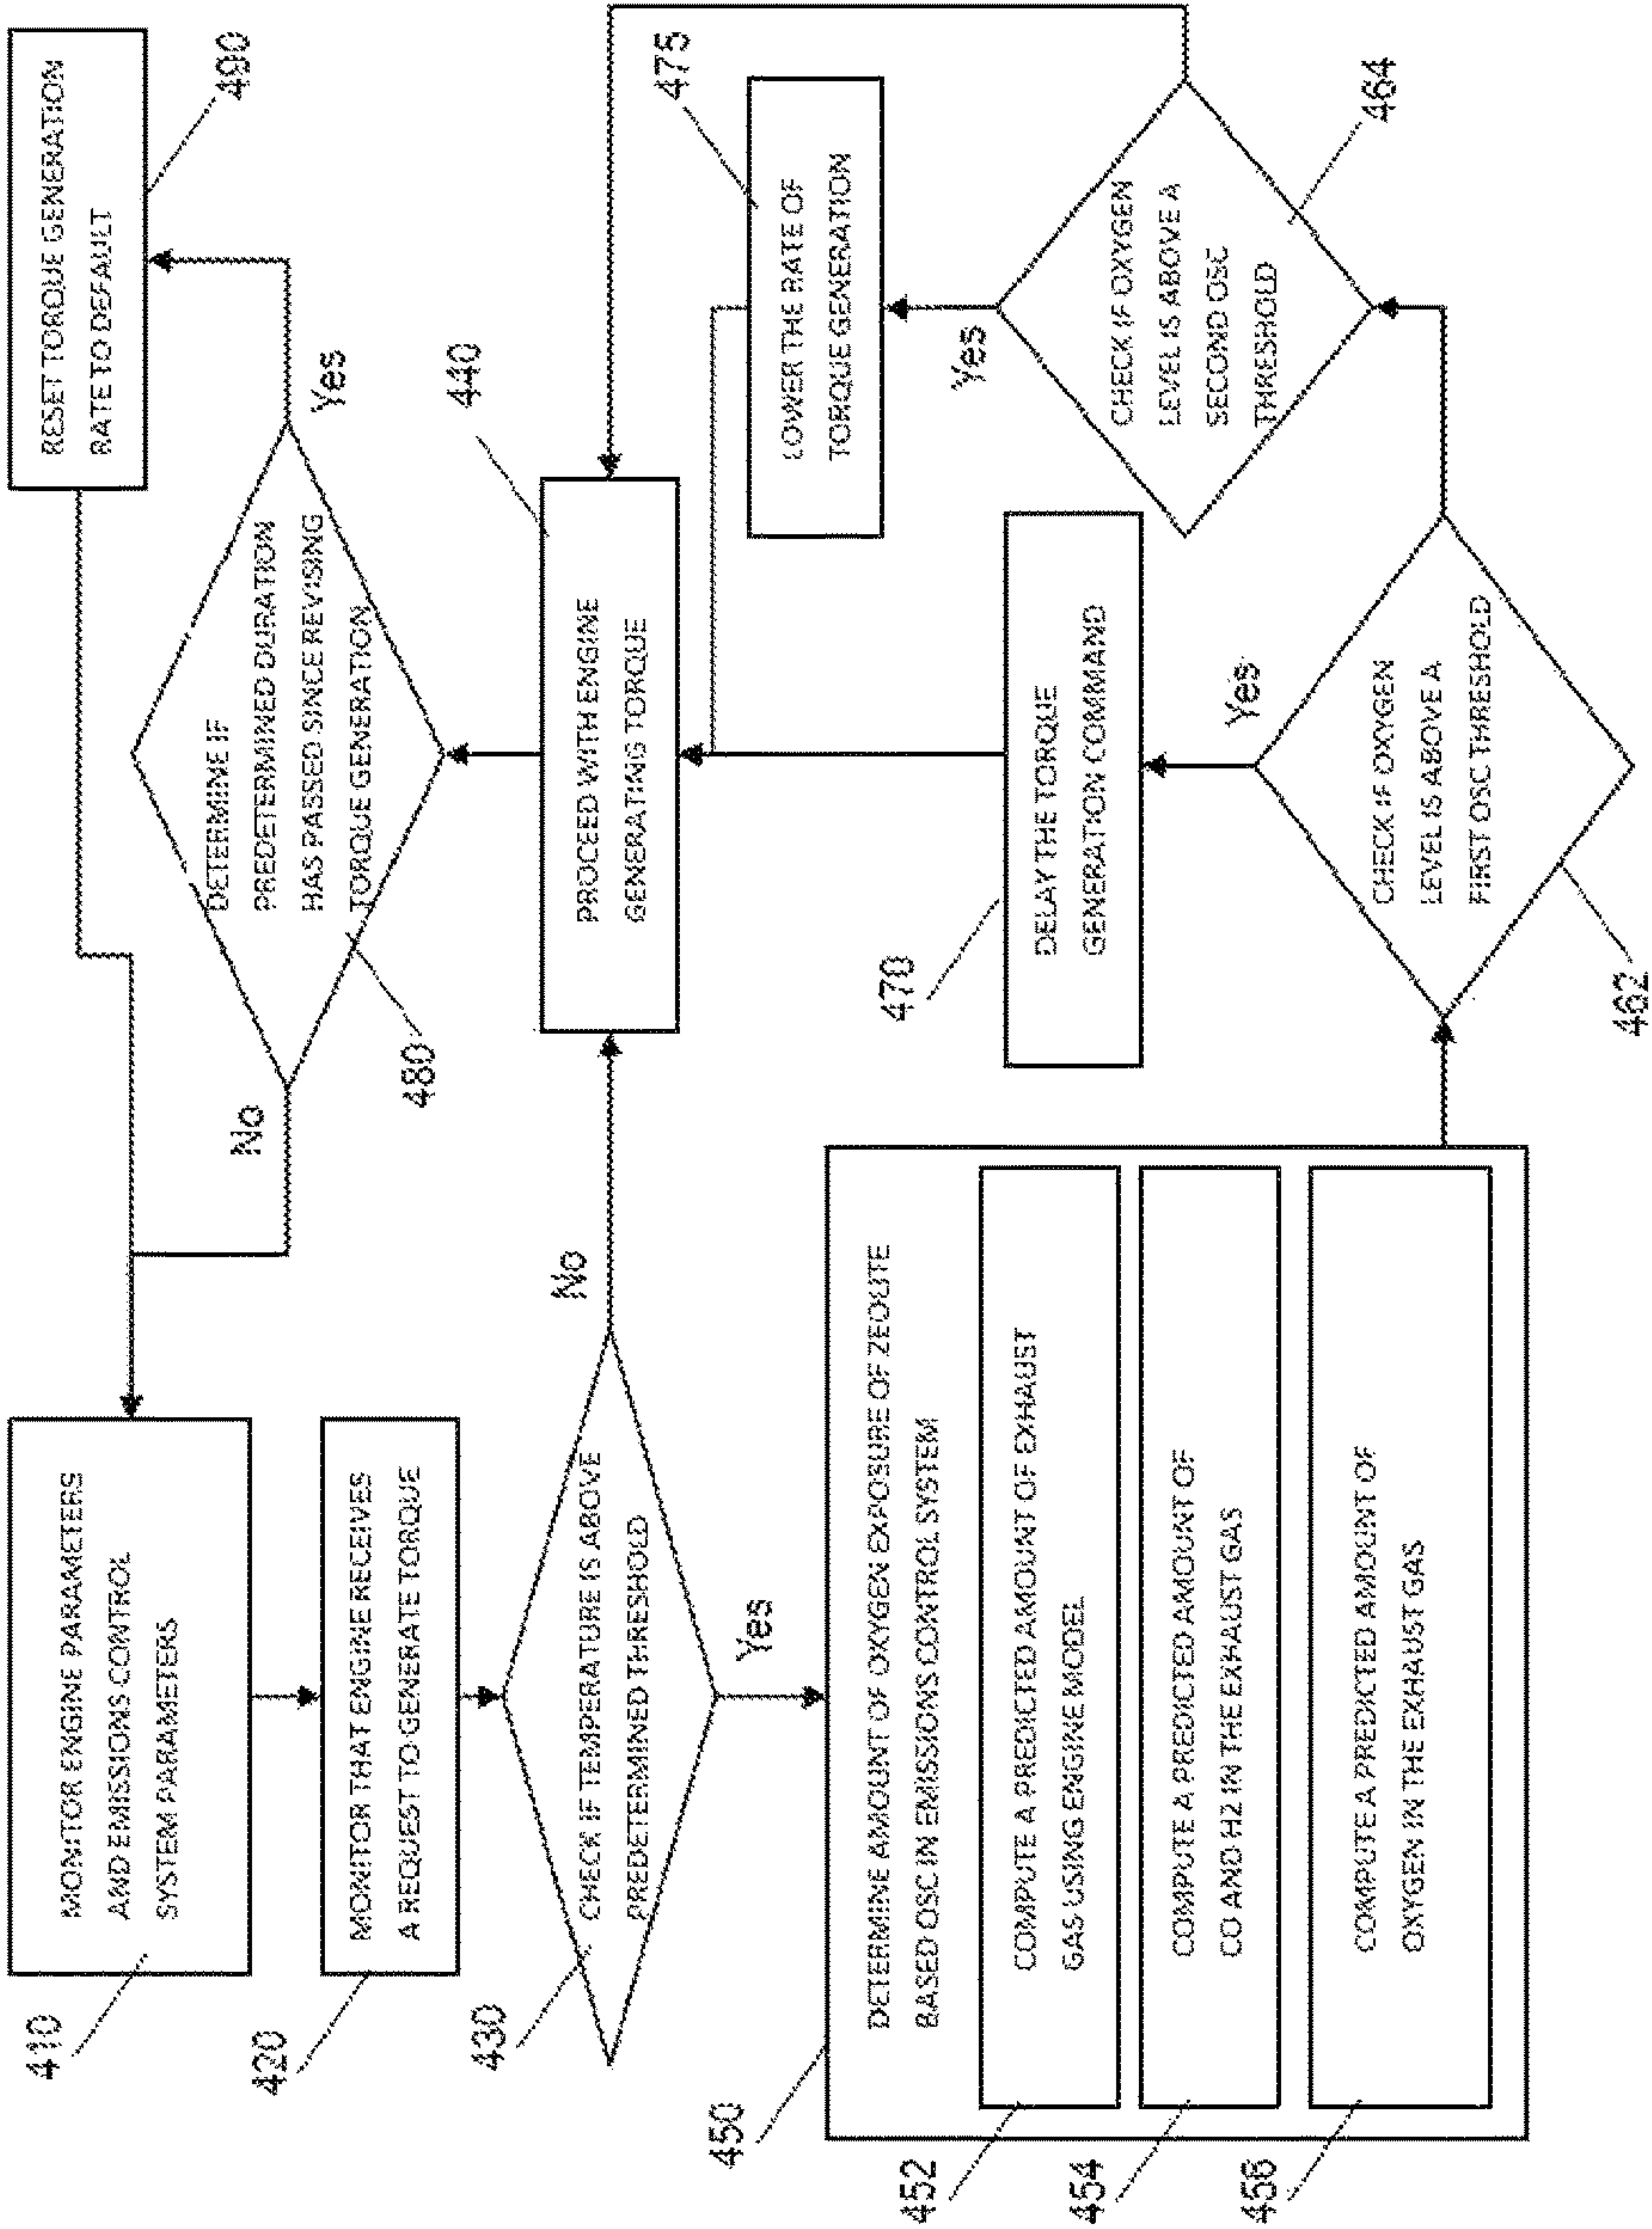 410
MONITOR ENGINE PARAMETERS
AND EMISSIONS CONTROL
SYSTEM PARAMETERS
420
MONITOR THAT ENGINE RECEIVES
A REQUEST TO GENERATE TORQUE
430
CHECK IF TEMPERATURE IS ABOVE
PREDETERMINED THRESHOLD
No
Yes
450
DETERMINE AMOUNT OF OXYGEN EXPOSURE OF ZEOLITE
BASED OSC IN EMISSIONS CONTROL SYSTEM
452
COMPUTE A PREDICTED AMOUNT OF EXHAUST
GAS USING ENGINE MODEL
454
COMPUTE A PREDICTED AMOUNT OF
CO AND H2 IN THE EXHAUST GAS
456
COMPUTE A PREDICTED AMOUNT OF
OXYGEN IN THE EXHAUST GAS
RESET TORQUE GENERATION
RATE TO DEFAULT
490
DETERMINE IF
PREDETERMINED DURATION
HAS PASSED SINCE REVISING
TORQUE GENERATION
No
Yes
480
440
PROCEED WITH ENGINE
GENERATING TORQUE
475
LOWER THE RATE OF
TORQUE GENERATION
470
DELAY THE TORQUE
GENERATION COMMAND
Yes
Yes
CHECK IF OXYGEN
LEVEL IS ABOVE A
SECOND OSC
THRESHOLD
464
CHECK IF OXYGEN
LEVEL IS ABOVE A
FIRST OSC THRESHOLD
462